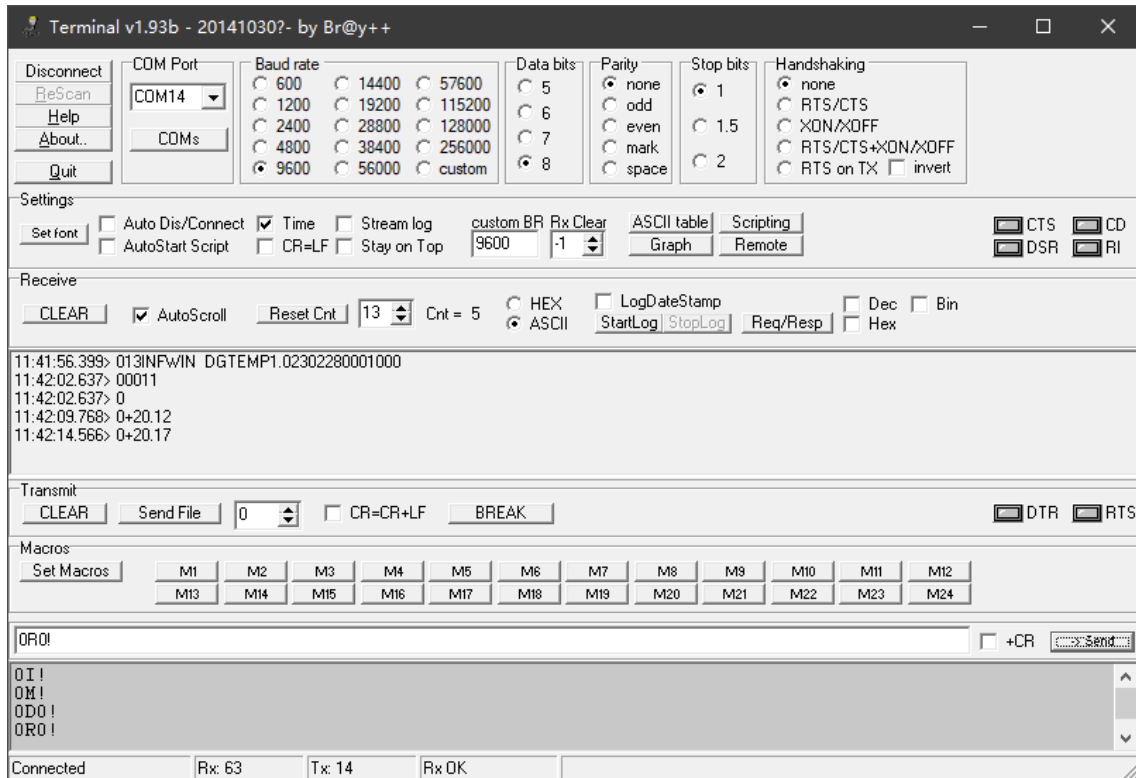 Terminal v1.93b - 20141030?- by Br@y++
Disconnect
ReScan
Help
About..
Quit
COM Port
COM14
COMs
Baud rate
600 14400 57600
1200 19200 115200
2400 28800 128000
4800 38400 256000
9600 56000 custom
Data bits
5
6
7
8
Parity
none
odd
even
mark
space
Stop bits
1
1.5
2
Handshaking
none
RTS/CTS
XON/XOFF
RTS/CTS+XON/XOFF
RTS on TX invert
Settings
Set font
Auto Dis/Connect Time Stream log
AutoStart Script CR=LF Stay on Top
custom BR Rx Clear
9600 -1
ASCII table Scripting
Graph Remote
CTS CD
DSR RI
Receive
CLEAR AutoScroll Reset Cnt 13 Cnt = 5
HEX
ASCII
LogDateStamp
StartLog StopLog Req/Resp
Dec Bin
Hex
11:41:56.399> 013INFWIN DGTEMP1.02302280001000
11:42:02.637> 00011
11:42:02.637> 0
11:42:09.768> 0+20.12
11:42:14.566> 0+20.17
Transmit
CLEAR Send File 0 CR=CR+LF BREAK
DTR RTS
Macros
Set Macros
M1 M2 M3 M4 M5 M6 M7 M8 M9 M10 M11 M12
M13 M14 M15 M16 M17 M18 M19 M20 M21 M22 M23 M24
0R0! +CR -> Send
0I!
0M!
0D0!
0R0!
Connected Rx: 63 Tx: 14 Rx OK